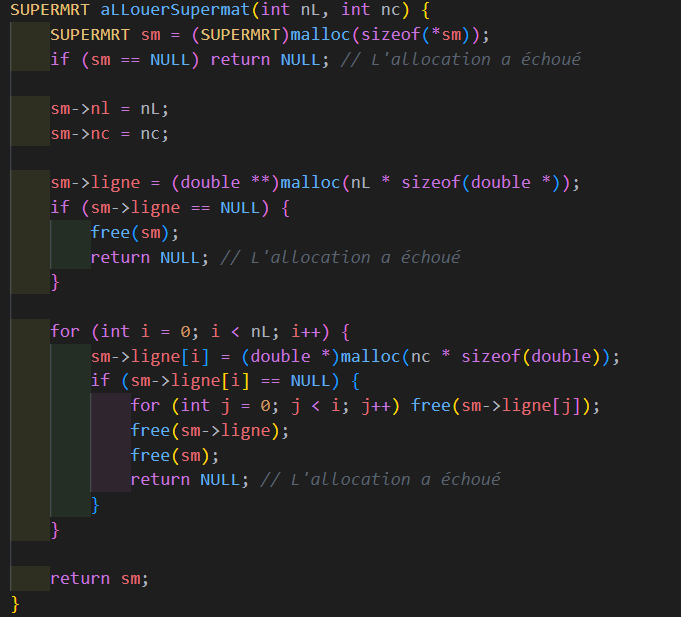 SUPERMRT aLLouerSupermat(int nL, int nc) {
    SUPERMRT sm = (SUPERMRT)malloc(sizeof(*sm));
    if (sm == NULL) return NULL; // L'allocation a échoué

    sm->nl = nL;
    sm->nc = nc;

    sm->ligne = (double **)malloc(nL * sizeof(double *));
    if (sm->ligne == NULL) {
        free(sm);
        return NULL; // L'allocation a échoué
    }

    for (int i = 0; i < nL; i++) {
        sm->ligne[i] = (double *)malloc(nc * sizeof(double));
        if (sm->ligne[i] == NULL) {
            for (int j = 0; j < i; j++) free(sm->ligne[j]);
            free(sm->ligne);
            free(sm);
            return NULL; // L'allocation a échoué
        }
    }

    return sm;
}